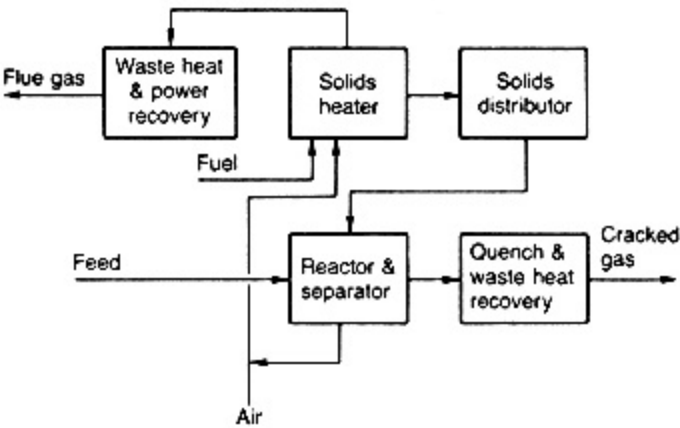 Flue gas
Waste heat
& power
recovery
Solids
heater
Solids
distributor
Fuel
Feed
Reactor &
separator
Quench &
waste heat
recovery
Cracked
gas
Air